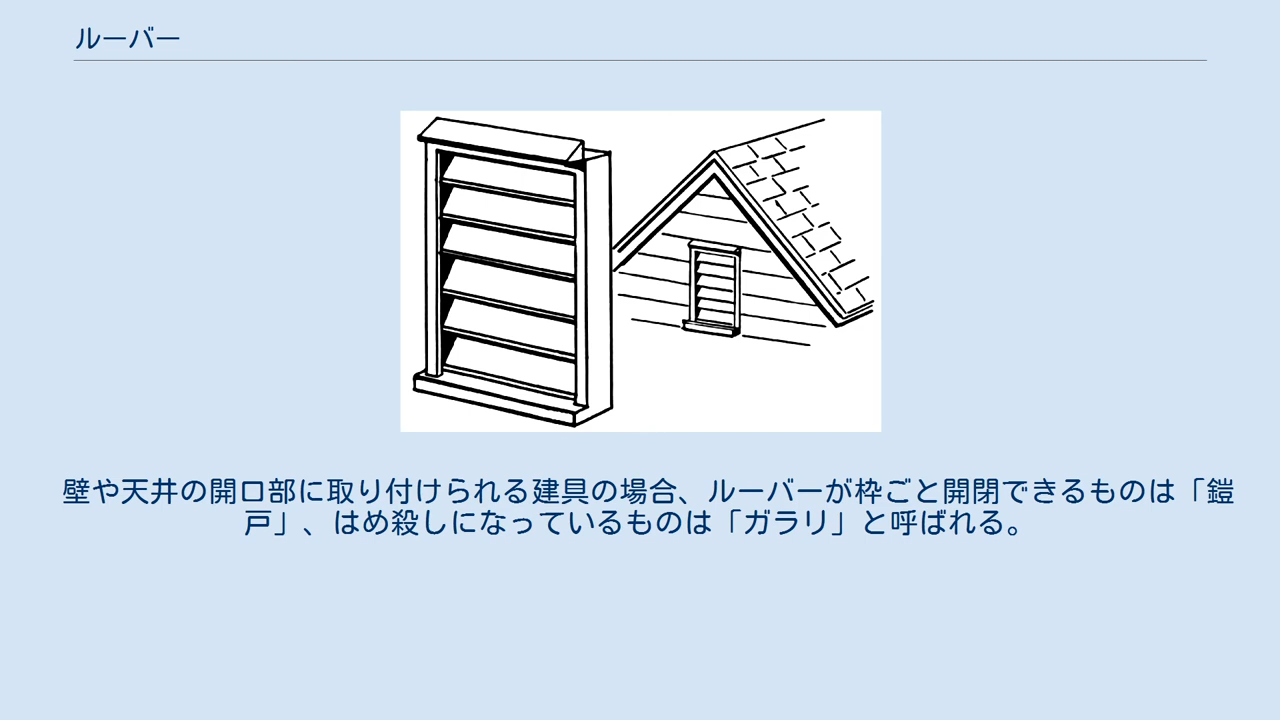 ルーバー
壁や天井の開口部に取り付けられる建具の場合、ルーバーが枠ごと開閉できるものは「鎧
戸」、はめ殺しになっているものは「ガラリ」と呼ばれる。